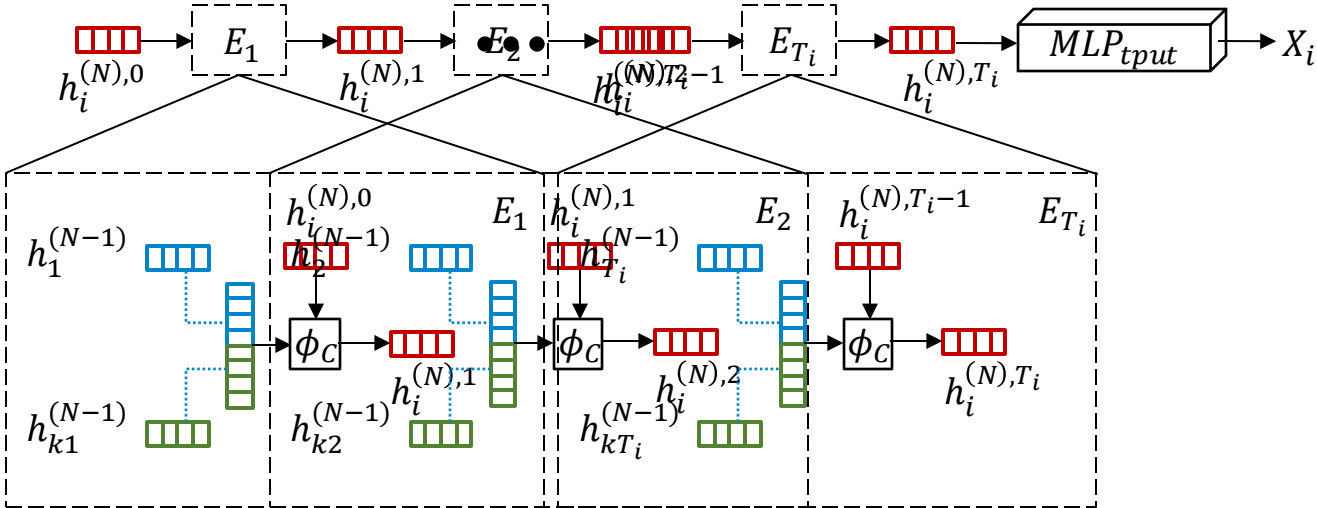 E_1 E_2 ● ● ● E_{T_i} MLP_{tput} X_i
h_i^{(N),0} h_i^{(N),1} h_i^{(N),2} h_i^{(N),T_i-1} h_i^{(N),T_i}
h_i^{(N),0} E_1 h_i^{(N),1} E_2 h_i^{(N),T_i-1} E_{T_i}
h_1^{(N-1)} h_2^{(N-1)} h_{T_i}^{(N-1)}
ϕ_C ϕ_C ϕ_C
h_i^{(N),1} h_i^{(N),2} h_i^{(N),T_i}
h_{k1}^{(N-1)} h_{k2}^{(N-1)} h_{kT_i}^{(N-1)}